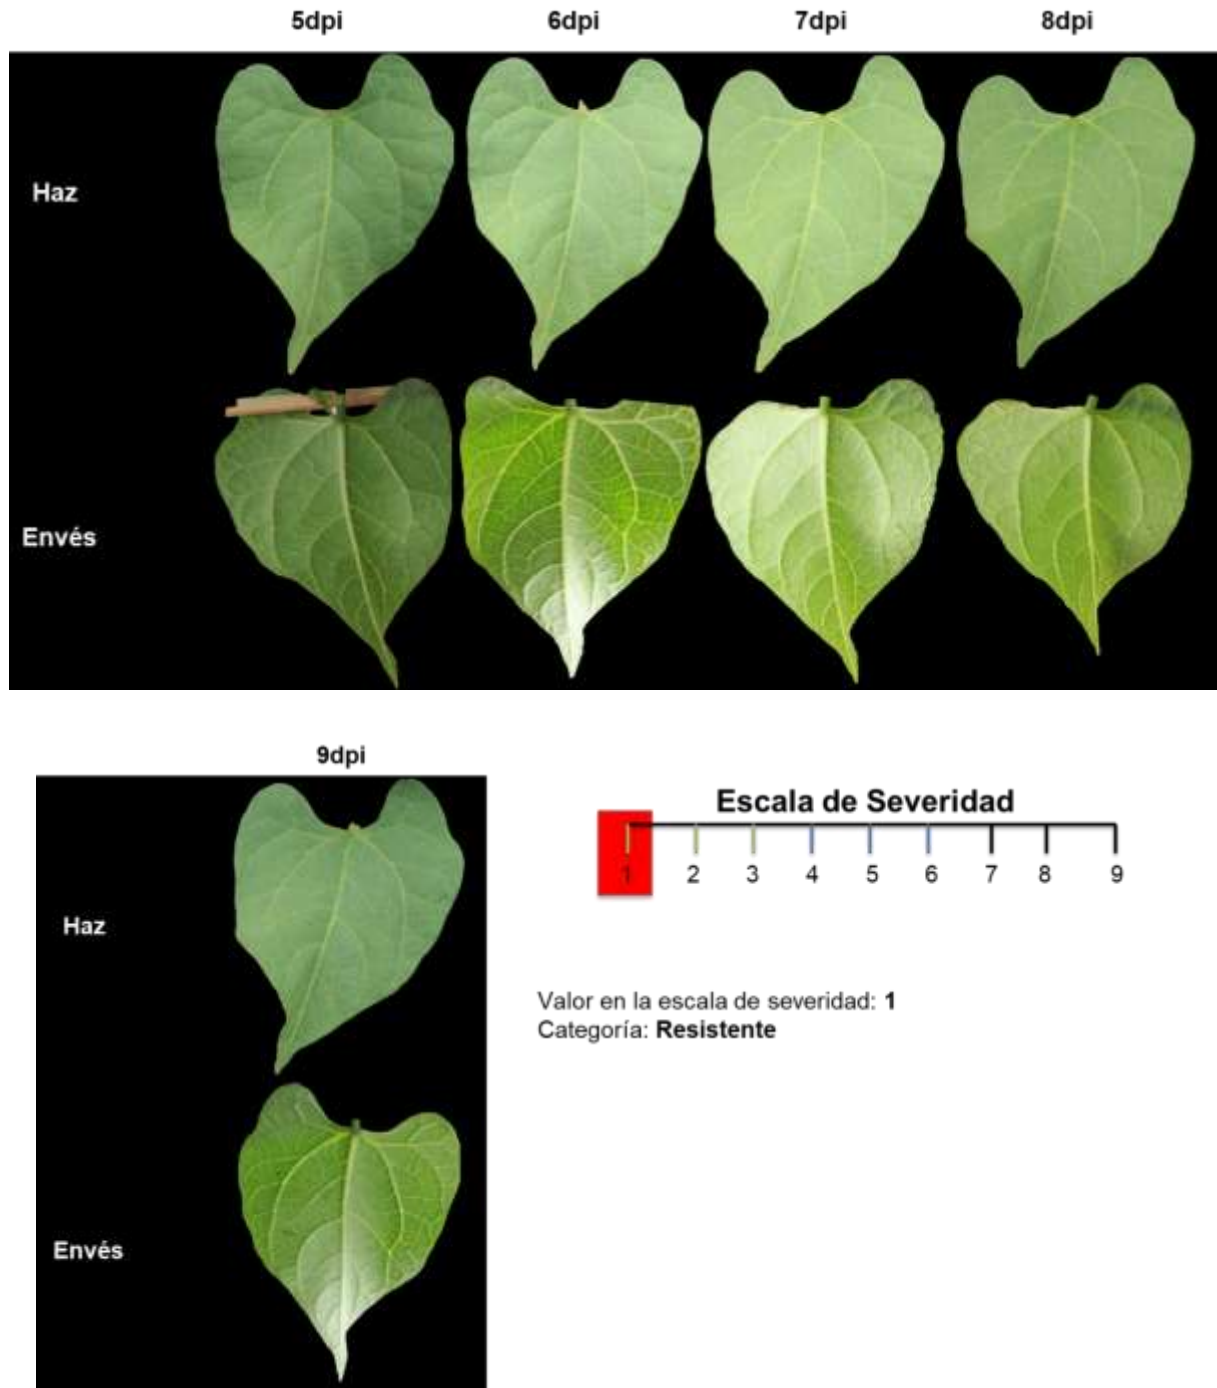 5dpi 6dpi 7dpi 8dpi
Haz
Envés
9dpi
Escala de Severidad
1 2 3 4 5 6 7 8 9
Haz
Valor en la escala de severidad: 1
Categoría: Resistente
Envés